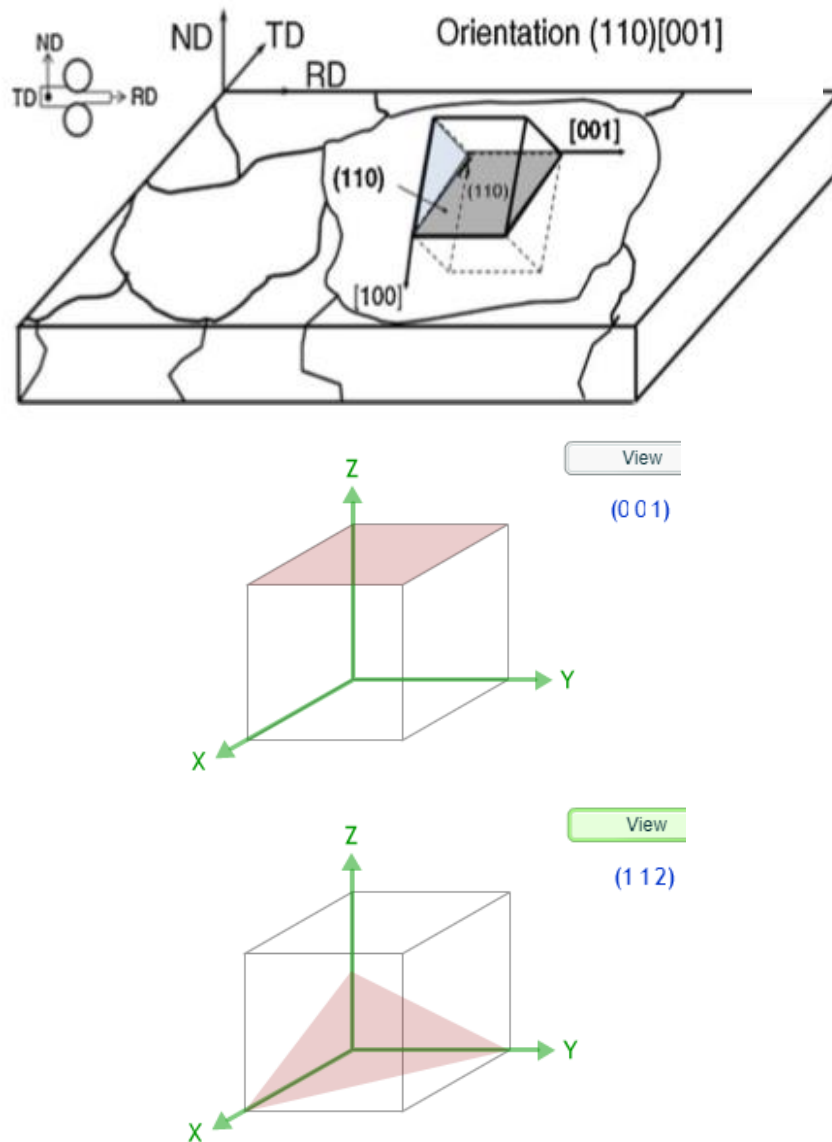 ND
TD
Orientation (110)[001]
ND
RD
TD
RD
[001]
(110)
(110)
[100]
View
Z
(0 0 1)
Y
X
View
Z
(1 1 2)
Y
X